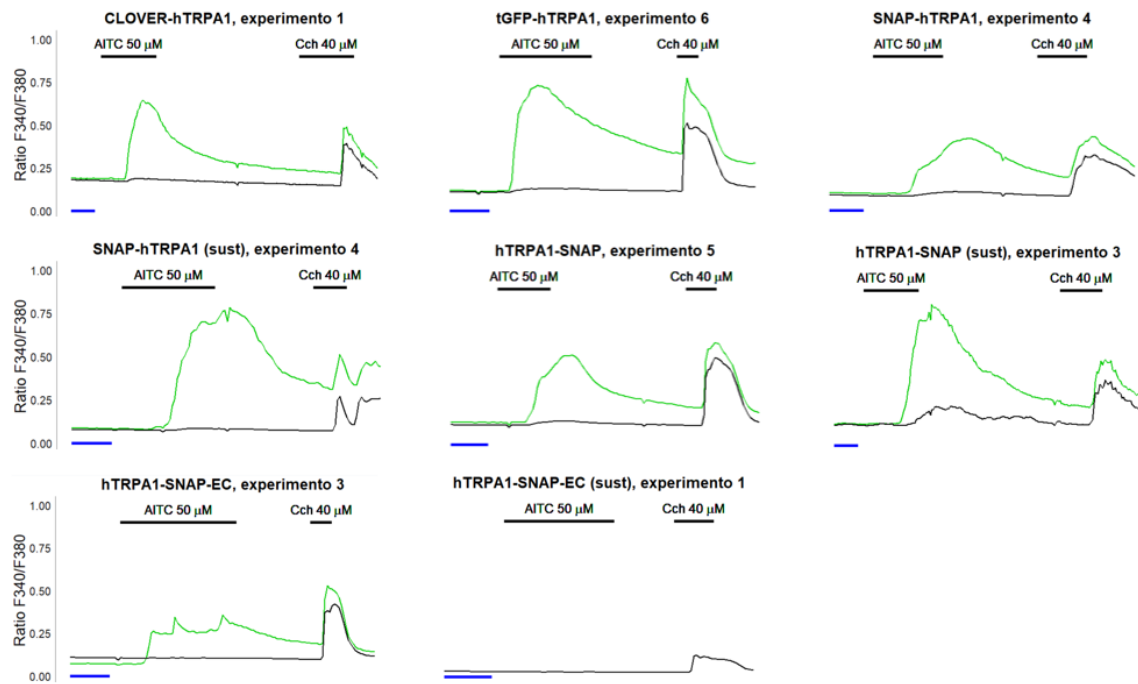 CLOVER-hTRPA1, experimento 1
tGFP-hTRPA1, experimento 6
SNAP-hTRPA1, experimento 4
1.00
AITC 50 µM
Cch 40 µM
AITC 50 µM
Cch 40 µM
AITC 50 µM
Cch 40 µM
0.75
0.50
0.25
0.00
Ratio F340/F380
SNAP-hTRPA1 (sust), experimento 4
hTRPA1-SNAP, experimento 5
hTRPA1-SNAP (sust), experimento 3
1.00
AITC 50 µM
Cch 40 µM
AITC 50 µM
Cch 40 µM
AITC 50 µM
Cch 40 µM
0.75
0.50
0.25
0.00
Ratio F340/F380
hTRPA1-SNAP-EC, experimento 3
hTRPA1-SNAP-EC (sust), experimento 1
1.00
AITC 50 µM
Cch 40 µM
AITC 50 µM
Cch 40 µM
0.75
0.50
0.25
0.00
Ratio F340/F380